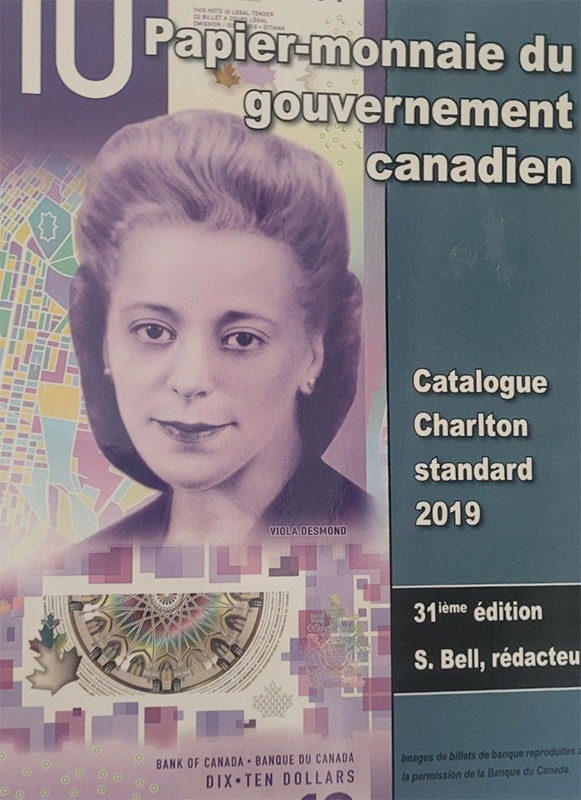 10
THIS NOTE IS LEGAL TENDER
CE BILLET A COURS LÉGAL
Papier-monnaie du
gouvernement
canadien
Catalogue
Charlton
standard
2019
VIOLA DESMOND
31ième édition
S. Bell, rédacteu
BANK OF CANADA • BANQUE DU CANADA
DIX • TEN DOLLARS
10
Images de billets de banque reproduites
la permission de la Banque du Canada.